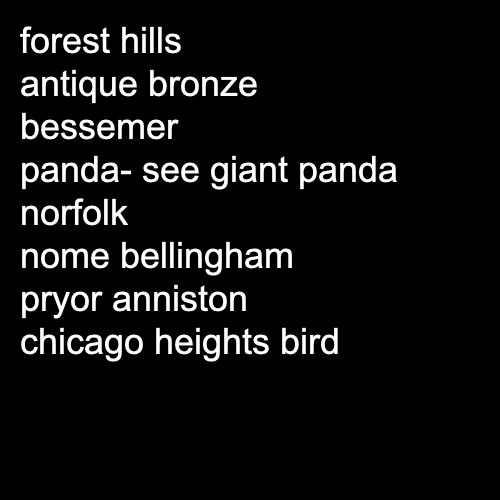 forest hills
antique bronze
bessemer
panda- see giant panda
norfolk
nome bellingham
pryor anniston
chicago heights bird